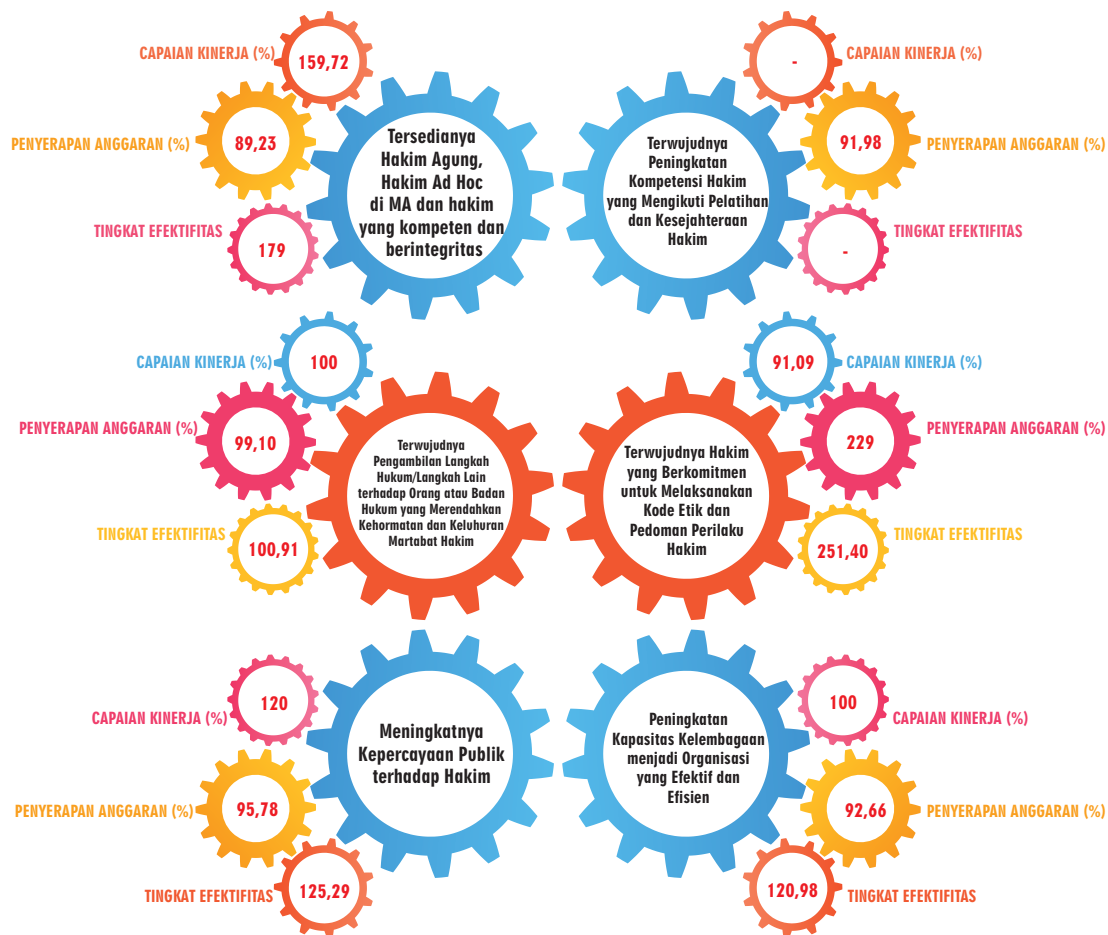 CAPAIAN KINERJA (%)
159,72
PENYERAPAN ANGGARAN (%)
89,23
TINGKAT EFEKTIFITAS
179
Tersedianya
Hakim Agung,
Hakim Ad Hoc
di MA dan hakim
yang kompeten dan
berintegritas
CAPAIAN KINERJA (%)
-
PENYERAPAN ANGGARAN (%)
91,98
TINGKAT EFEKTIFITAS
-
Terwujudnya
Peningkatan
Kompetensi Hakim
yang Mengikuti Pelatihan
dan Kesejahteraan
Hakim
CAPAIAN KINERJA (%)
100
PENYERAPAN ANGGARAN (%)
99,10
TINGKAT EFEKTIFITAS
100,91
Terwujudnya
Pengambilan Langkah
Hukum/Langkah Lain
terhadap Orang atau Badan
Hukum yang Merendahkan
Kehormatan dan Keluhuran
Martabat Hakim
CAPAIAN KINERJA (%)
91,09
PENYERAPAN ANGGARAN (%)
229
TINGKAT EFEKTIFITAS
251,40
Terwujudnya Hakim
yang Berkomitmen
untuk Melaksanakan
Kode Etik dan
Pedoman Perilaku
Hakim
CAPAIAN KINERJA (%)
120
PENYERAPAN ANGGARAN (%)
95,78
TINGKAT EFEKTIFITAS
125,29
Meningkatnya
Kepercayaan Publik
terhadap Hakim
CAPAIAN KINERJA (%)
100
PENYERAPAN ANGGARAN (%)
92,66
TINGKAT EFEKTIFITAS
120,98
Peningkatan
Kapasitas Kelembagaan
menjadi Organisasi
yang Efektif dan
Efisien